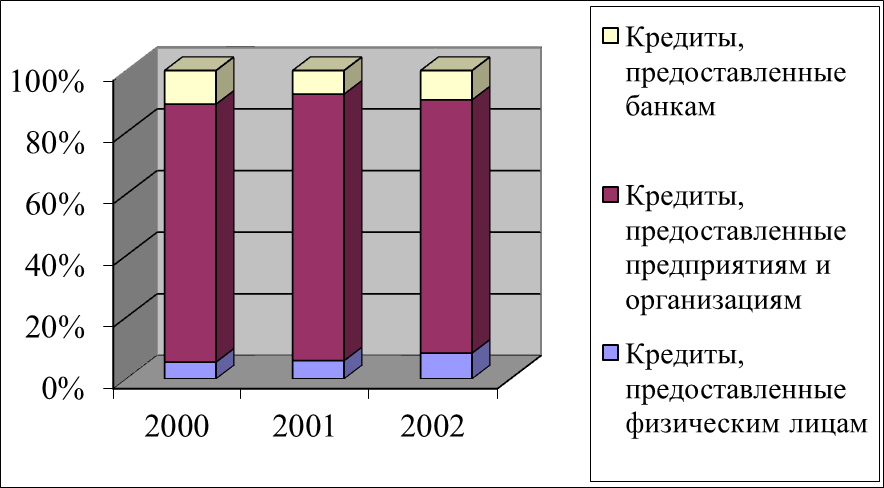 100%
80%
60%
40%
20%
0%
2000
2001
2002
Кредиты,
предоставленные
банкам
Кредиты,
предоставленные
предприятиям и
организациям
Кредиты,
предоставленные
физическим лицам